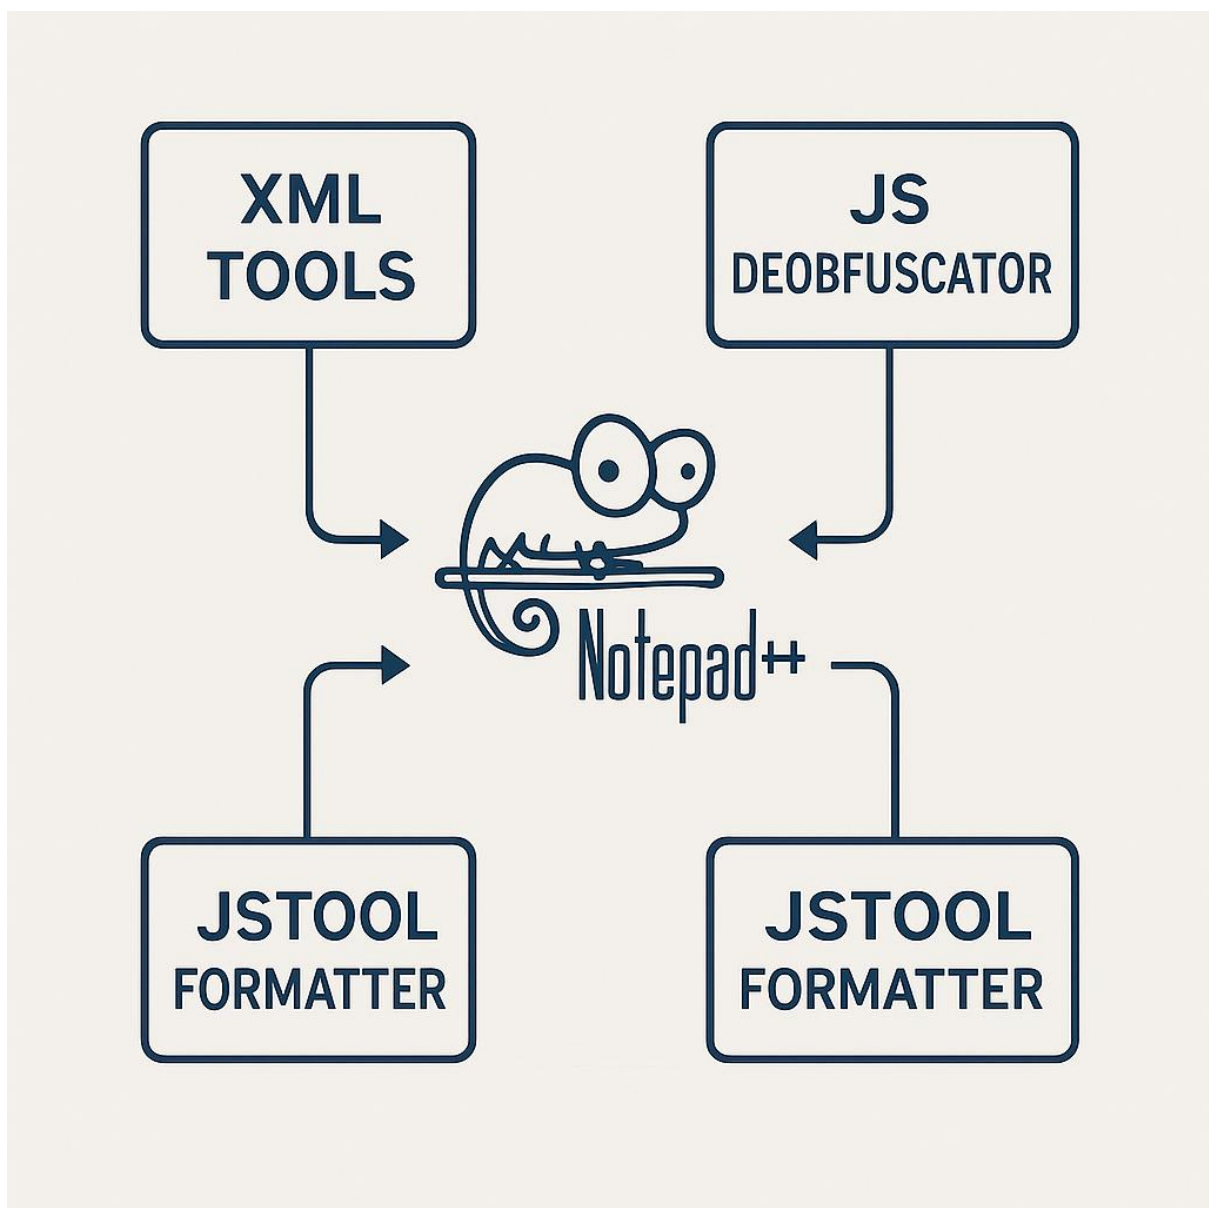 XML
TOOLS
JS
DEOBFUSCATOR
Notepad++
JSTOOL
FORMATTER
JSTOOL
FORMATTER